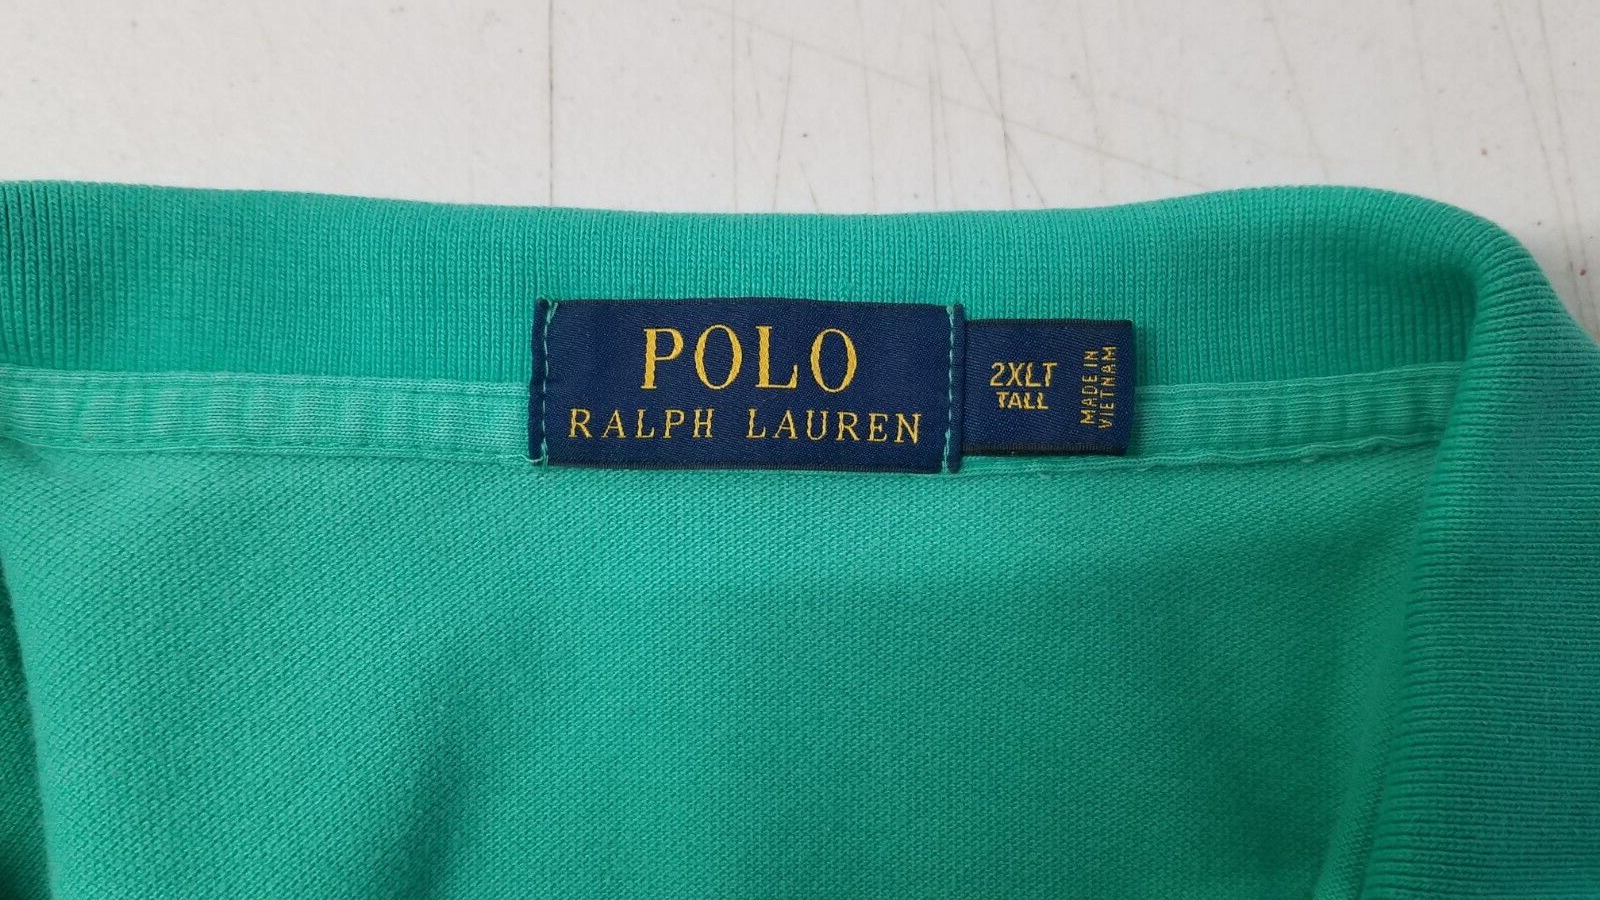 POLO
RALPH LAUREN
2XLT
TALL
MADE IN
VIETNAM